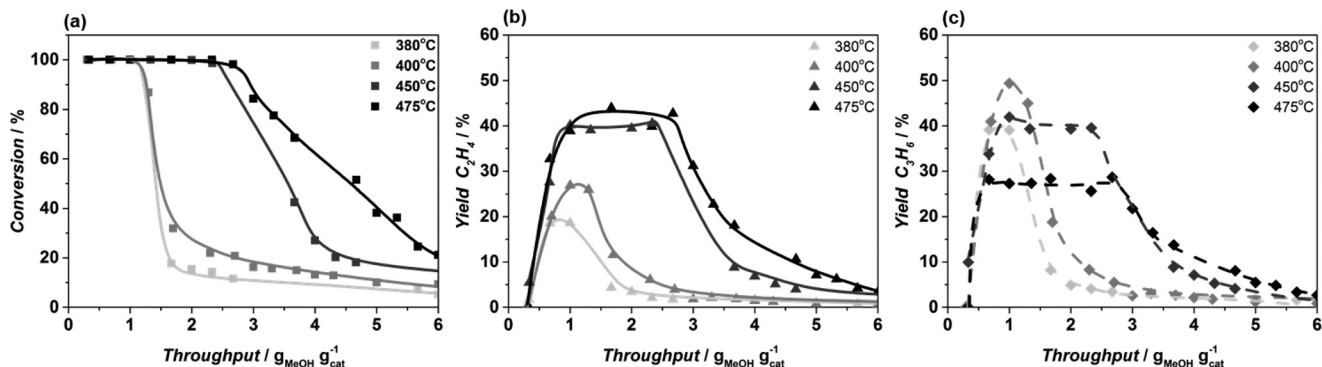 (a)
Conversion / %
100
80
60
40
20
0
0 1 2 3 4 5 6
Throughput / g_MeOH g_cat^-1
380°C
400°C
450°C
475°C
(b)
Yield C₂H₄ / %
60
50
40
30
20
10
0
0 1 2 3 4 5 6
Throughput / g_MeOH g_cat^-1
380°C
400°C
450°C
475°C
(c)
Yield C₃H₆ / %
60
50
40
30
20
10
0
0 1 2 3 4 5 6
Throughput / g_MeOH g_cat^-1
380°C
400°C
450°C
475°C